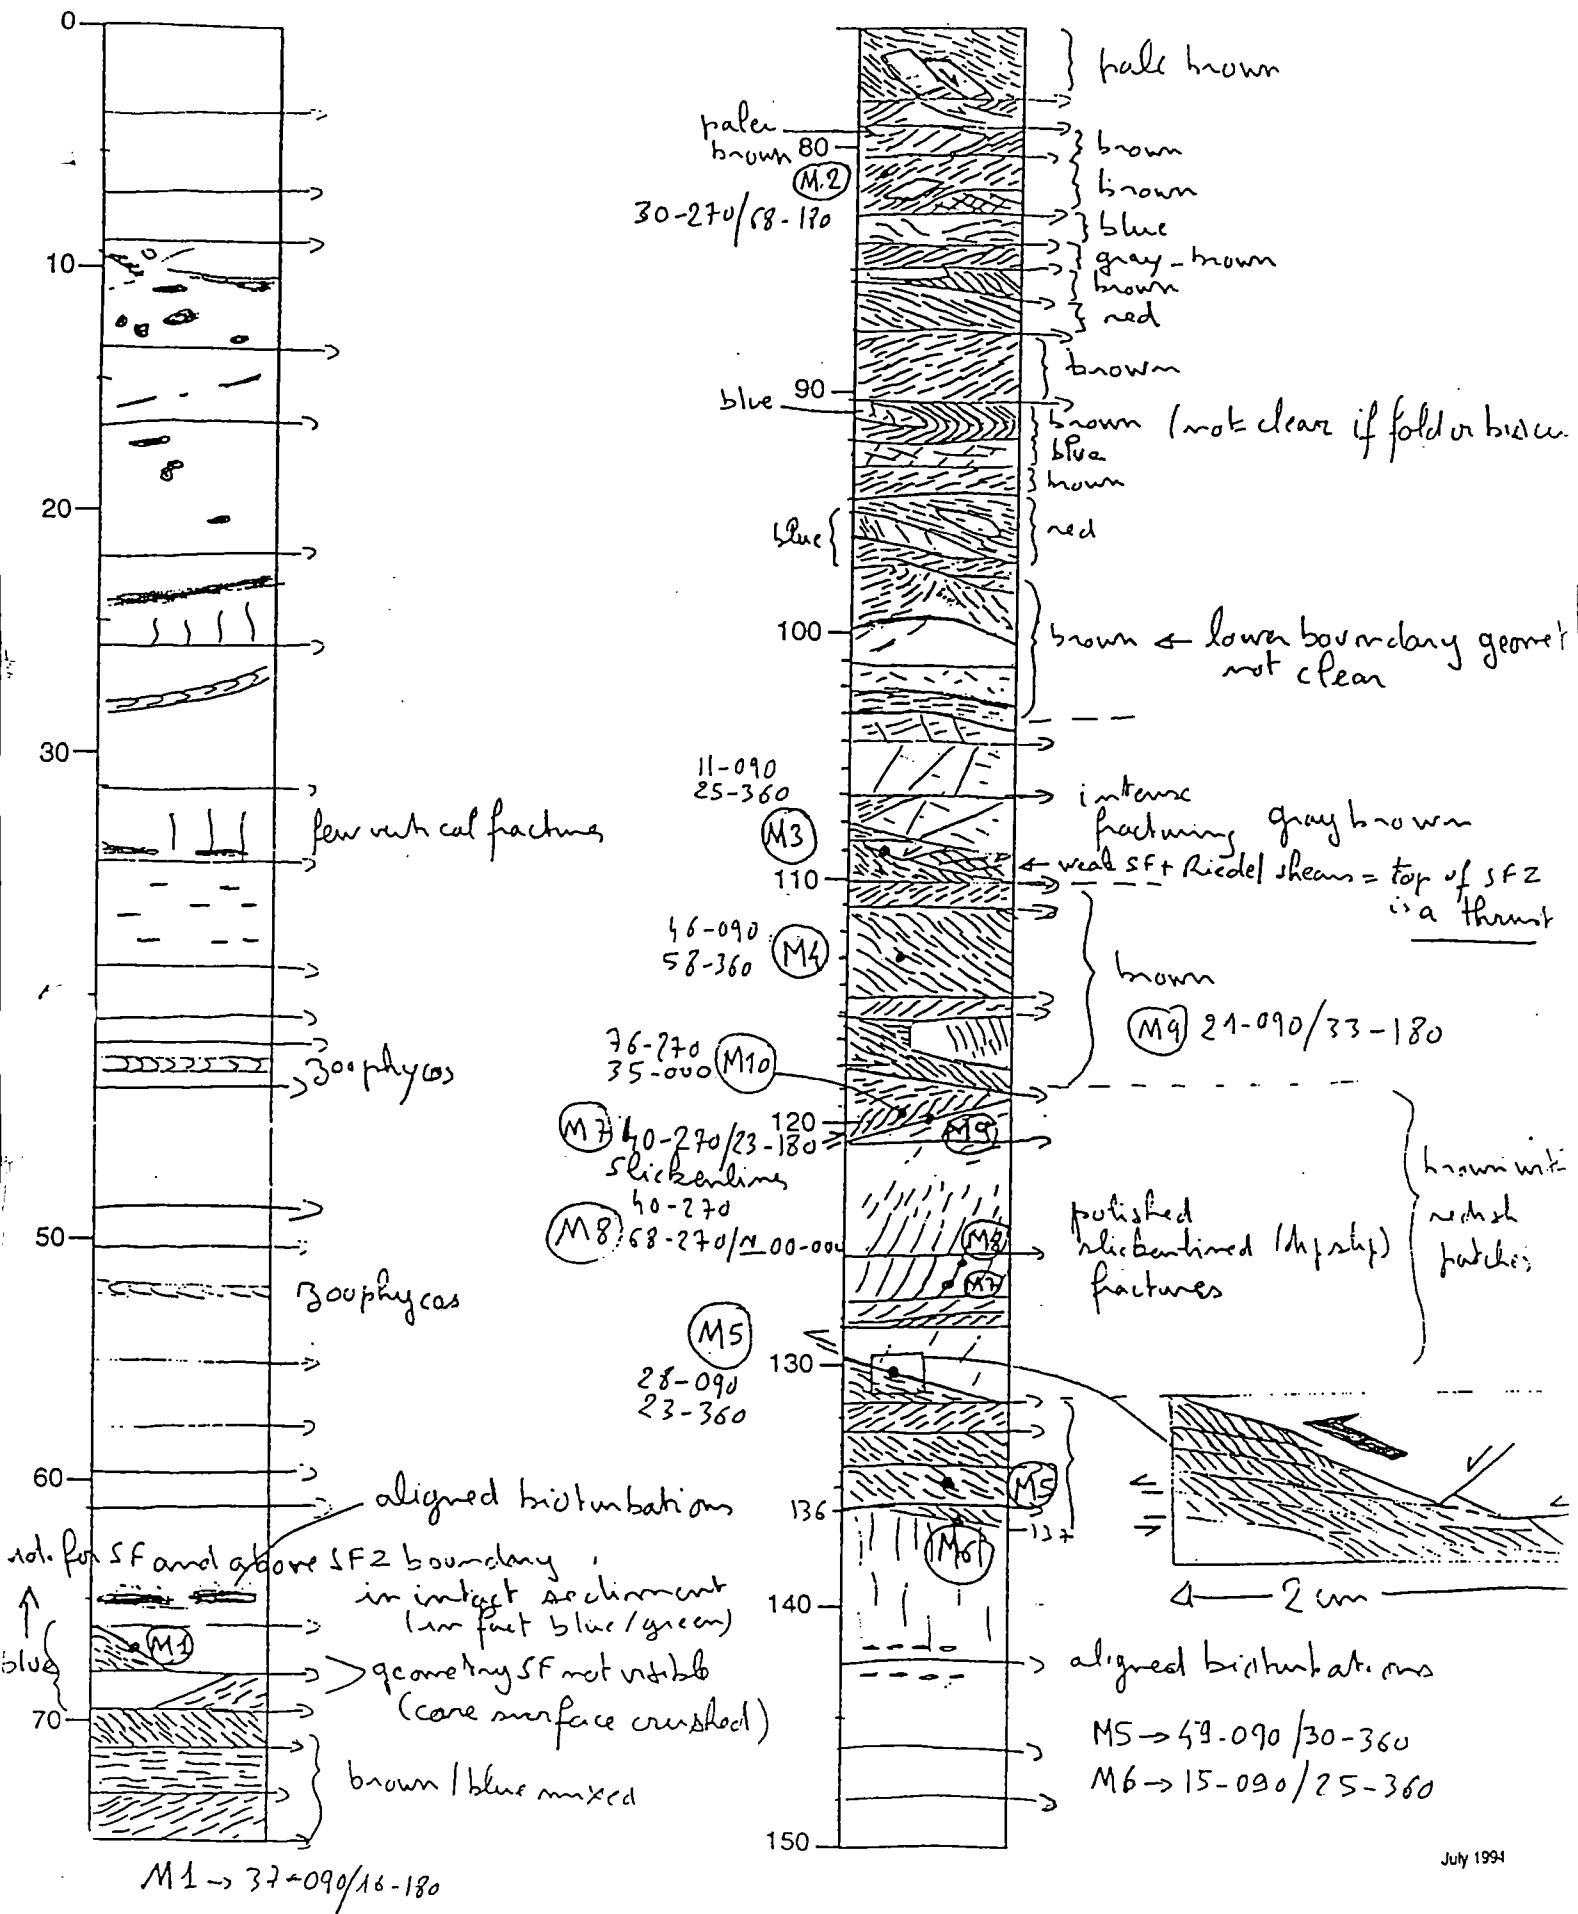 0
10
20
30
few vertical fractures
zoophycos
50
zoophycos
60
aligned bioturbations
for SF and above SFZ boundary
in intact sediment
(in fact blue/green)
M1
blue
geometry SF not visible
(core surface crushed)
70
brown / blue mixed
M1 → 37-090/16-180
pale brown
paler
brown
80
brown
M.2
brown
30-270/68-180
blue
gray-brown
brown
red
brown
90
blue
brown (not clear if fold or
blue
brown
blue
red
100
brown ← lower boundary geomet
not clear
11-090
25-360
intense
fracturing gray brown
M3
← weak SF + Riedel shears = top of SFZ
is a thrust
110
46-090
58-360
M4
brown
M9 21-090/33-180
76-270
35-000
M10
120
M7 40-270/23-180
M9
slickenlines
40-270
M8 68-270/N00-000
M8
polished
slickenlined (dip slip)
fractures
brown wit
redish
patches
M7
M5
130
28-090
23-360
M5
136
137
M6
2 cm
140
aligned bioturbations
M5 → 49-090/30-360
M6 → 15-090/25-360
150
July 1994